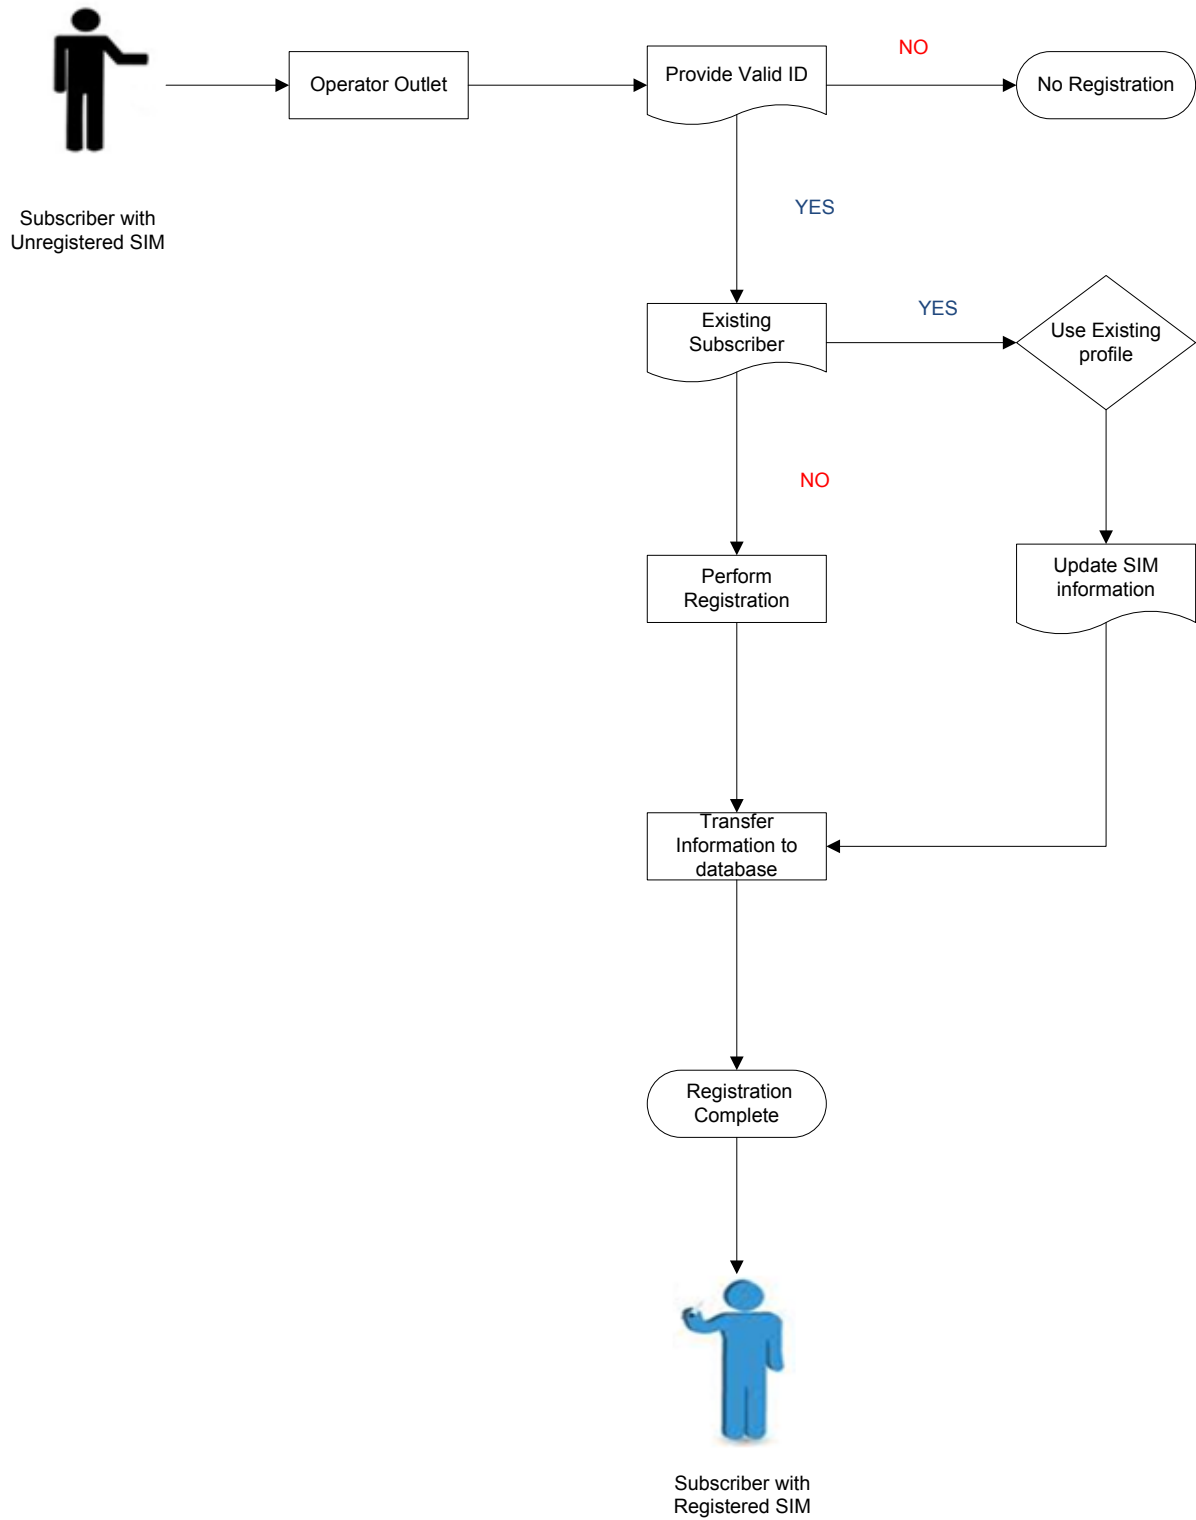 Operator Outlet
Provide Valid ID
NO
No Registration
Subscriber with
Unregistered SIM
YES
Existing
Subscriber
YES
Use Existing
profile
NO
Perform
Registration
Update SIM
information
Transfer
Information to
database
Registration
Complete
Subscriber with
Registered SIM